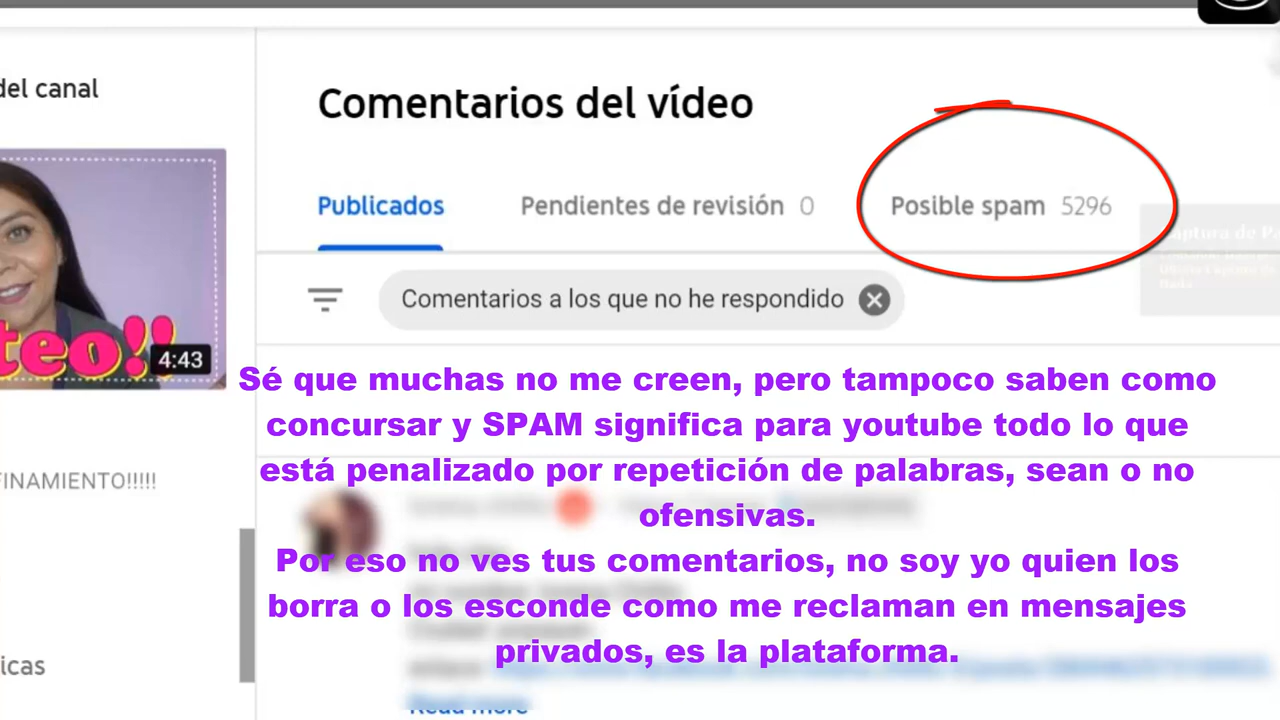 del canal
Comentarios del vídeo
Publicados
Pendientes de revisión 0
Posible spam 5296
Comentarios a los que no he respondido
teo!!
4:43
Sé que muchas no me creen, pero tampoco saben como
concursar y SPAM significa para youtube todo lo que
está penalizado por repetición de palabras, sean o no
ofensivas.
Por eso no ves tus comentarios, no soy yo quien los
borra o los esconde como me reclaman en mensajes
privados, es la plataforma.
FINAMIENTO!!!!!
icas
Read more